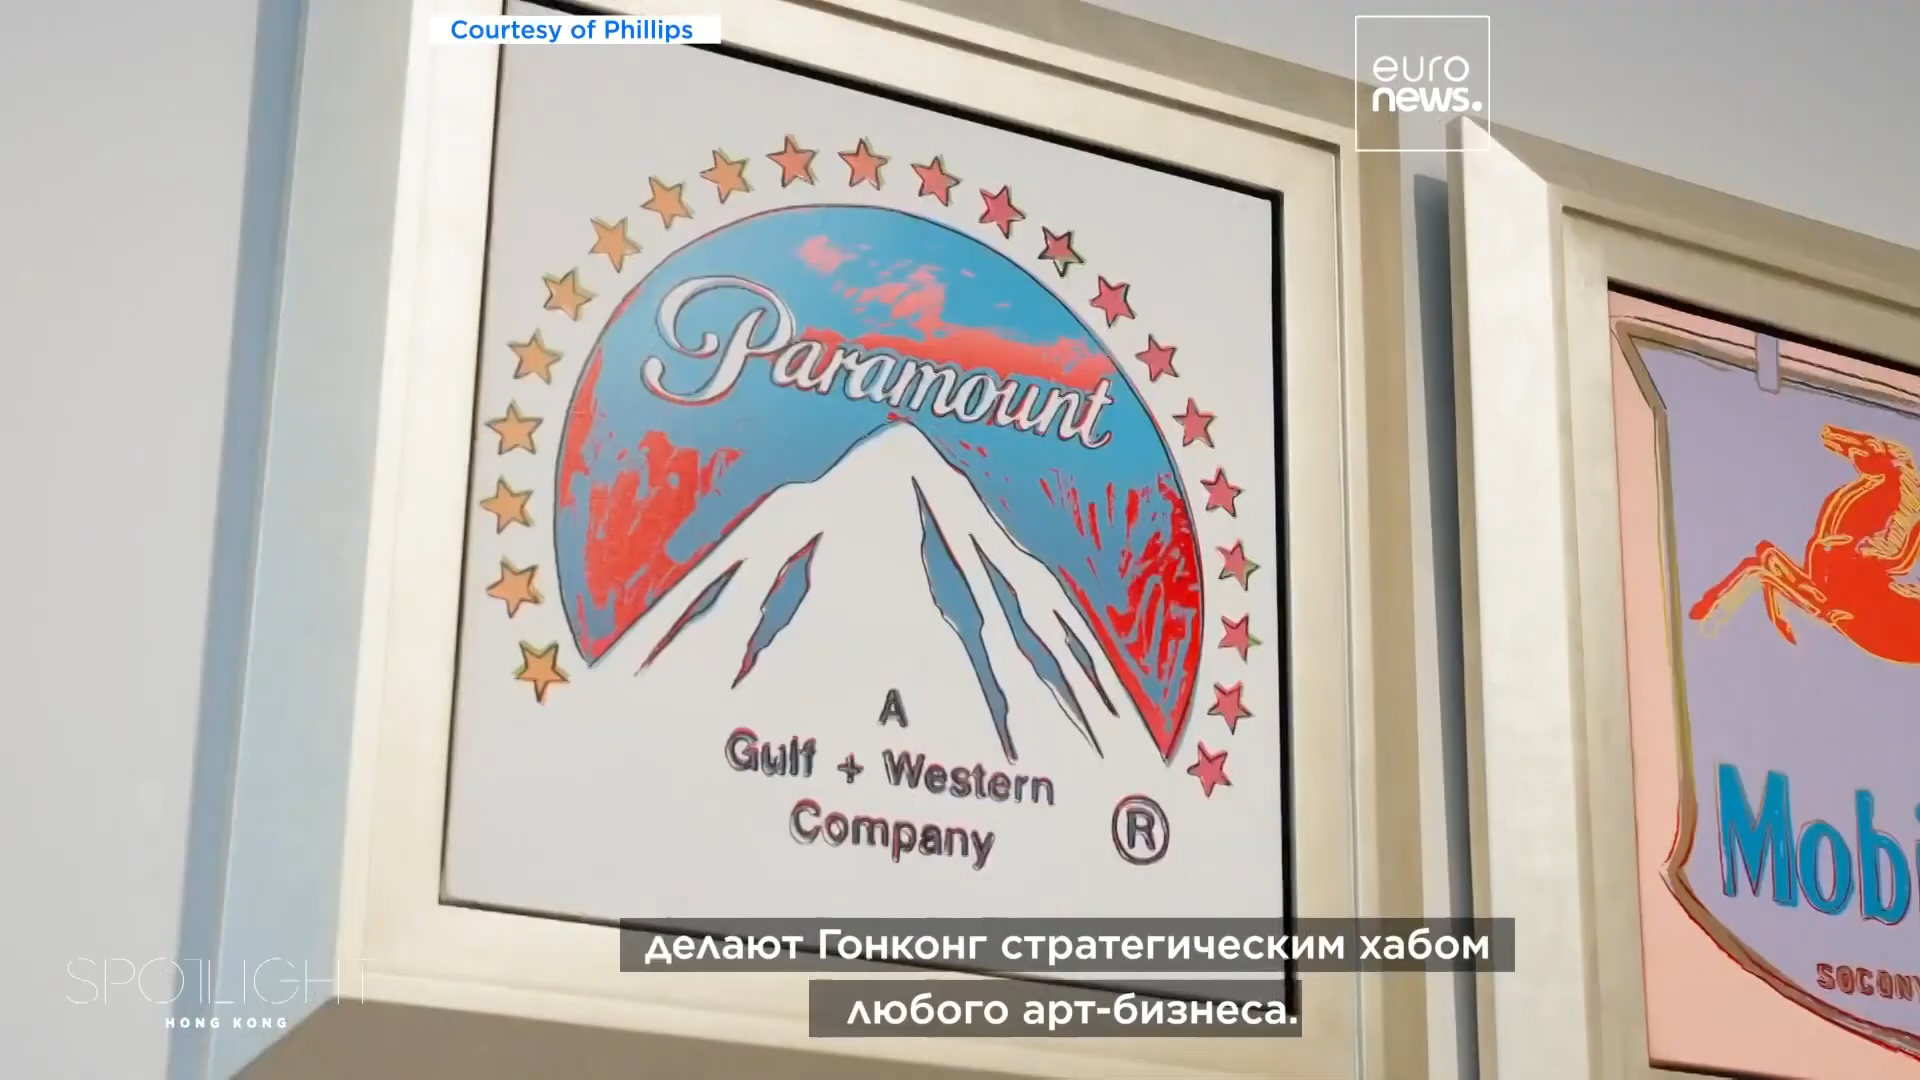 Courtesy of Phillips
euro
news.
Paramount
A
Gulf + Western
Company
®
Mobi
SOCONY
делают Гонконг стратегическим хабом
любого арт-бизнеса.
SPOTLIGHT
HONG KONG